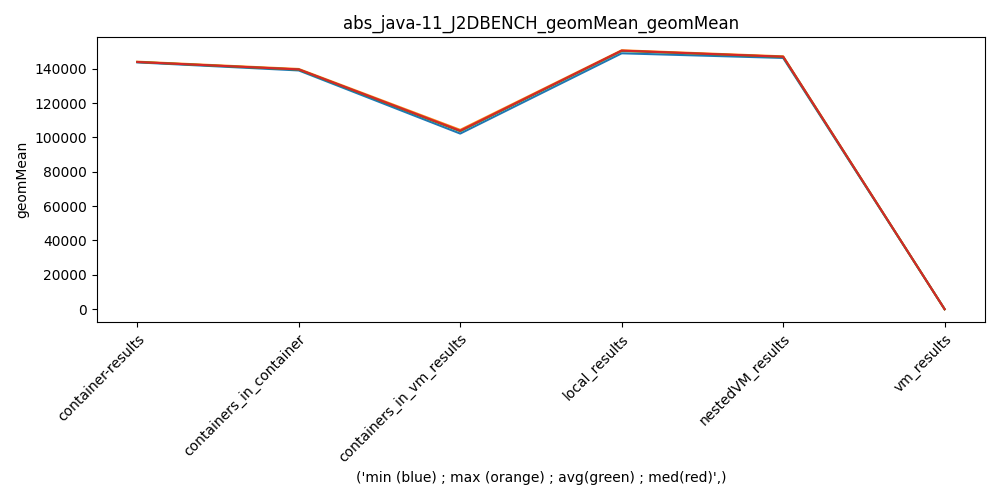 abs_java-11_J2DBENCH_geomMean_geomMean
geomMean
140000
120000
100000
80000
60000
40000
20000
0
container-results
containers_in_container
containers_in_vm_results
local_results
nestedVM_results
vm_results
('min (blue) ; max (orange) ; avg(green) ; med(red)',)